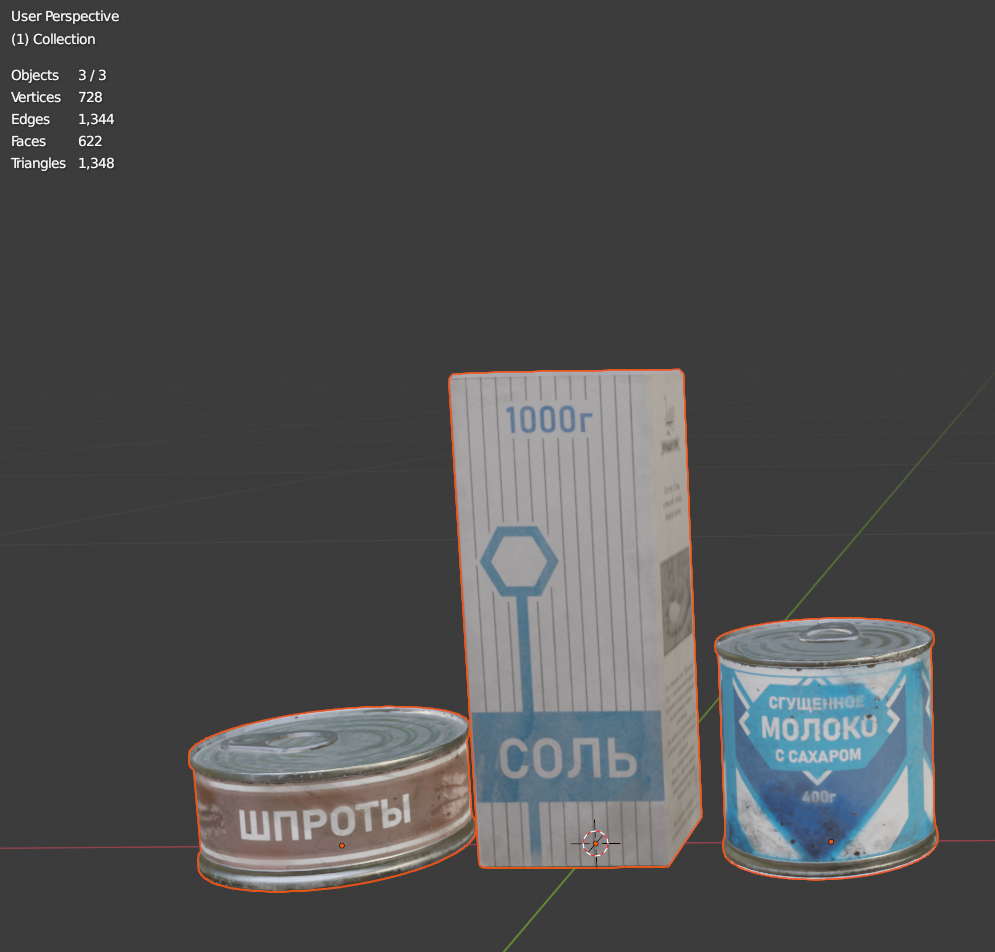 User Perspective
(1) Collection
Objects 3 / 3
Vertices 728
Edges 1,344
Faces 622
Triangles 1,348
1000г
СОЛЬ
ШПРОТЫ
СГУЩЕННОЕ
МОЛОКО
С САХАРОМ
400г